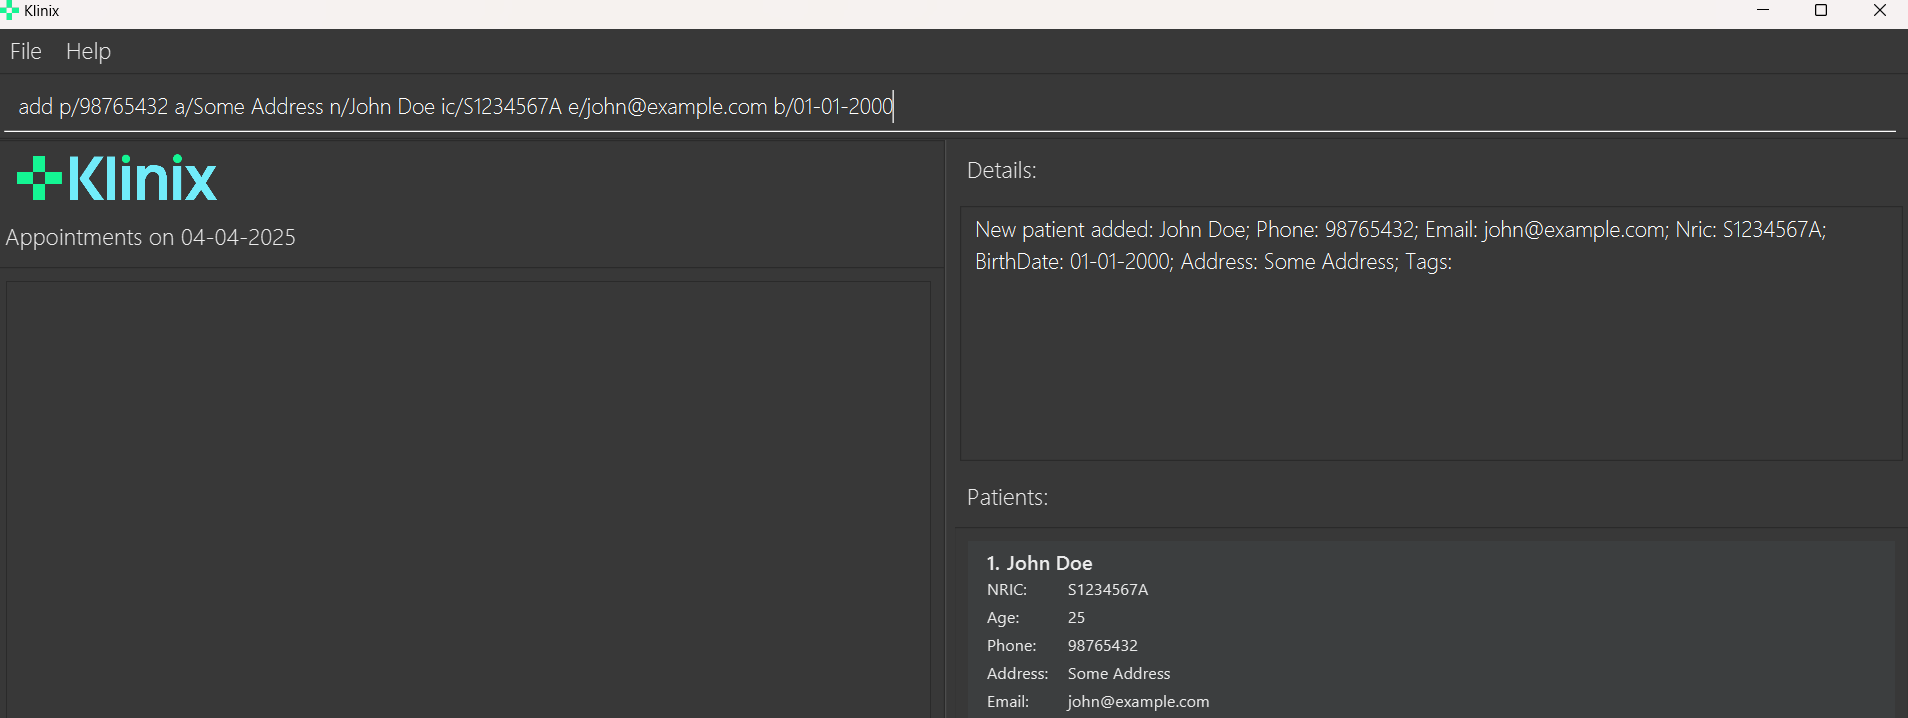 Klinix
File Help
add p/98765432 a/Some Address n/John Doe ic/S1234567A e/john@example.com b/01-01-2000
Klinix
Appointments on 04-04-2025
Details:
New patient added: John Doe; Phone: 98765432; Email: john@example.com; Nric: S1234567A;
BirthDate: 01-01-2000; Address: Some Address; Tags:
Patients:
1. John Doe
NRIC: S1234567A
Age: 25
Phone: 98765432
Address: Some Address
Email: john@example.com